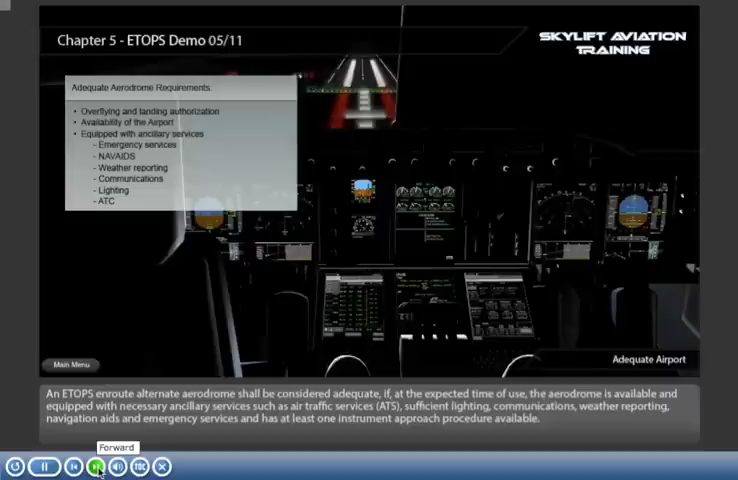 Chapter 5 - ETOPS Demo 05/11
SKYLIFT AVIATION
TRAINING
Adequate Aerodrome Requirements:
• Overflying and landing authorization
• Availability of the Airport
• Equipped with ancillary services
- Emergency services
- NAVAIDS
- Weather reporting
- Communications
- Lighting
- ATC
Main Menu
Adequate Airport
An ETOPS enroute alternate aerodrome shall be considered adequate, if, at the expected time of use, the aerodrome is available and
equipped with necessary ancillary services such as air traffic services (ATS), sufficient lighting, communications, weather reporting,
navigation aids and emergency services and has at least one instrument approach procedure available.
Forward
TOC